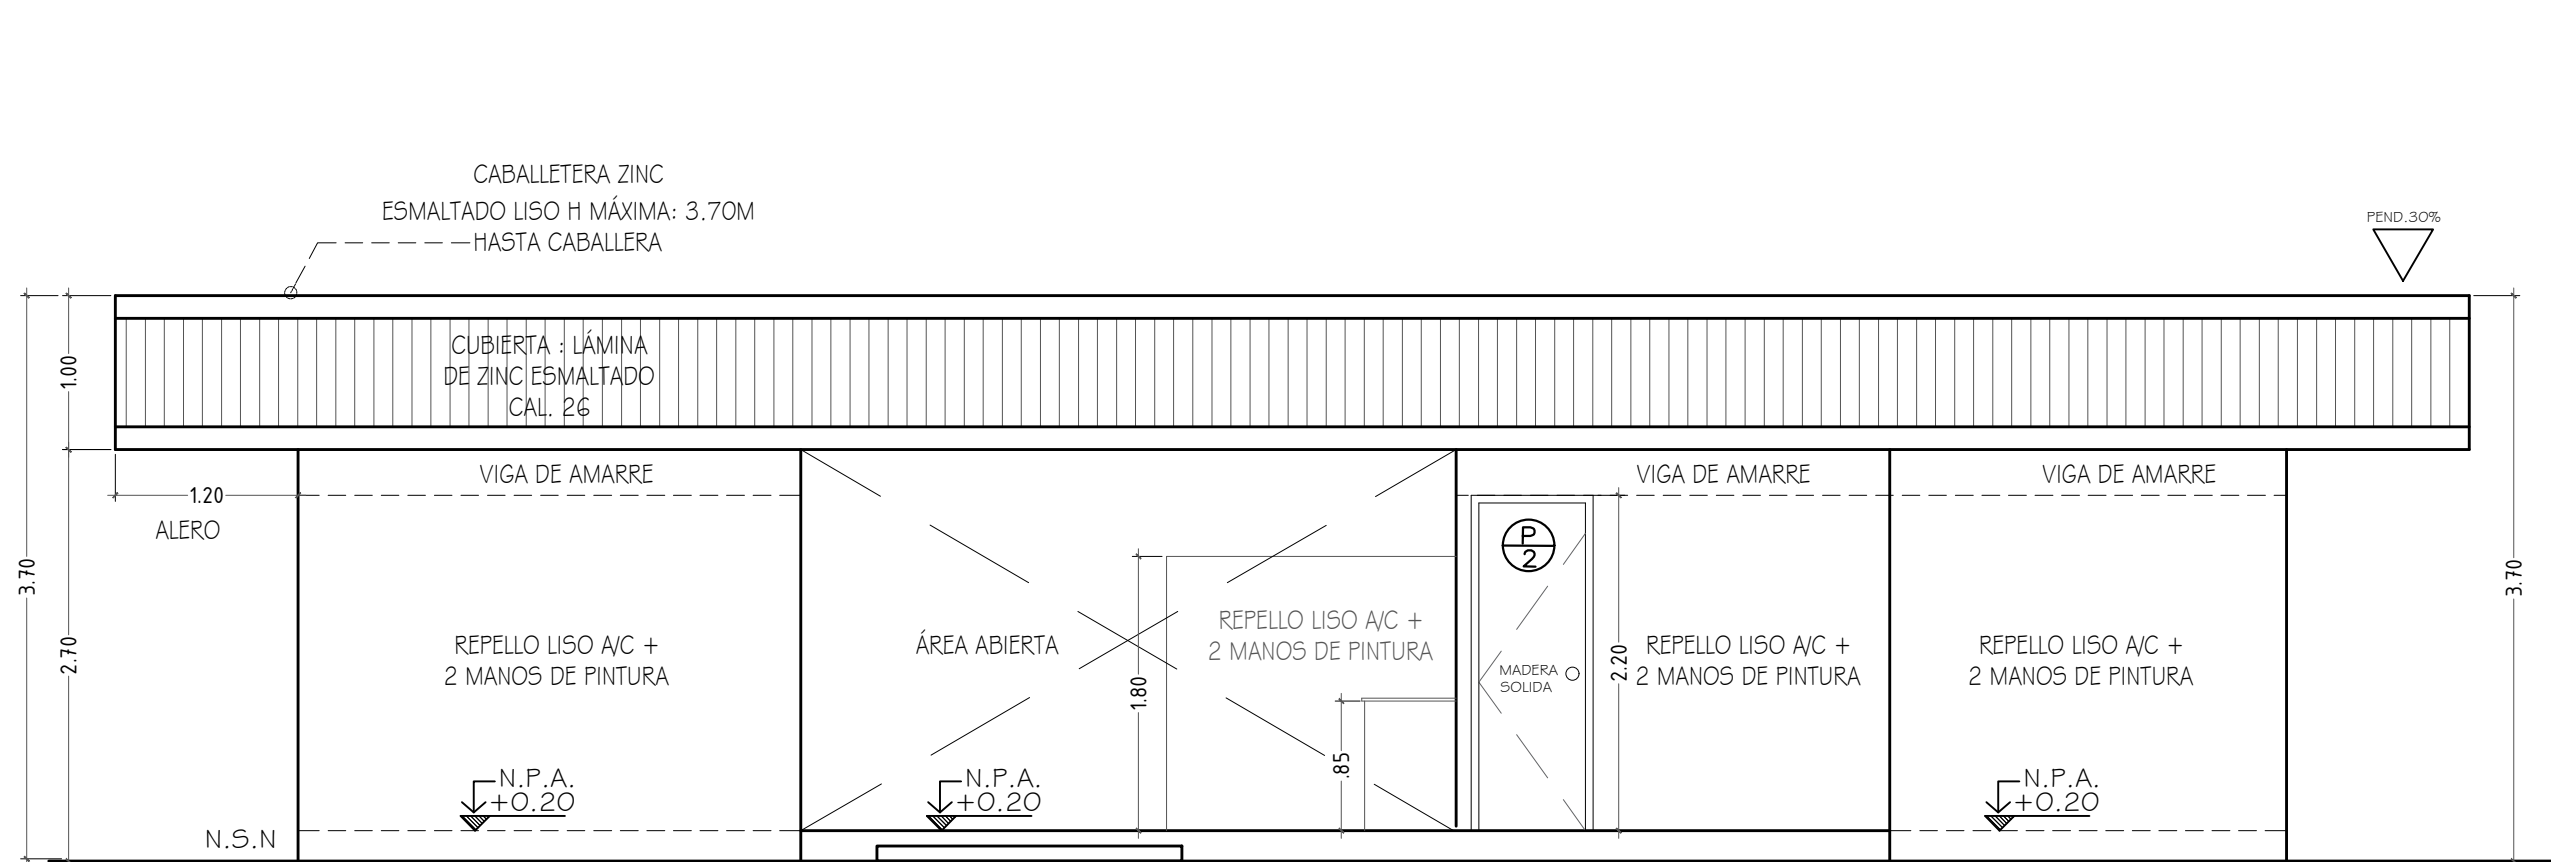 CABALLETERA ZINC
ESMALTADO LISO H MÁXIMA: 3.70M
HASTA CABALLERA
PEND.30%
CUBIERTA : LÁMINA
DE ZINC ESMALTADO
CAL. 26
1.00
VIGA DE AMARRE
VIGA DE AMARRE
VIGA DE AMARRE
1.20
ALERO
P
2
3.70
2.70
3.70
REPELLO LISO A/C +
2 MANOS DE PINTURA
ÁREA ABIERTA
REPELLO LISO A/C +
2 MANOS DE PINTURA
1.80
.85
MADERA
SOLIDA
2.20
REPELLO LISO A/C +
2 MANOS DE PINTURA
REPELLO LISO A/C +
2 MANOS DE PINTURA
N.P.A.
+0.20
N.P.A.
+0.20
N.P.A.
+0.20
N.S.N